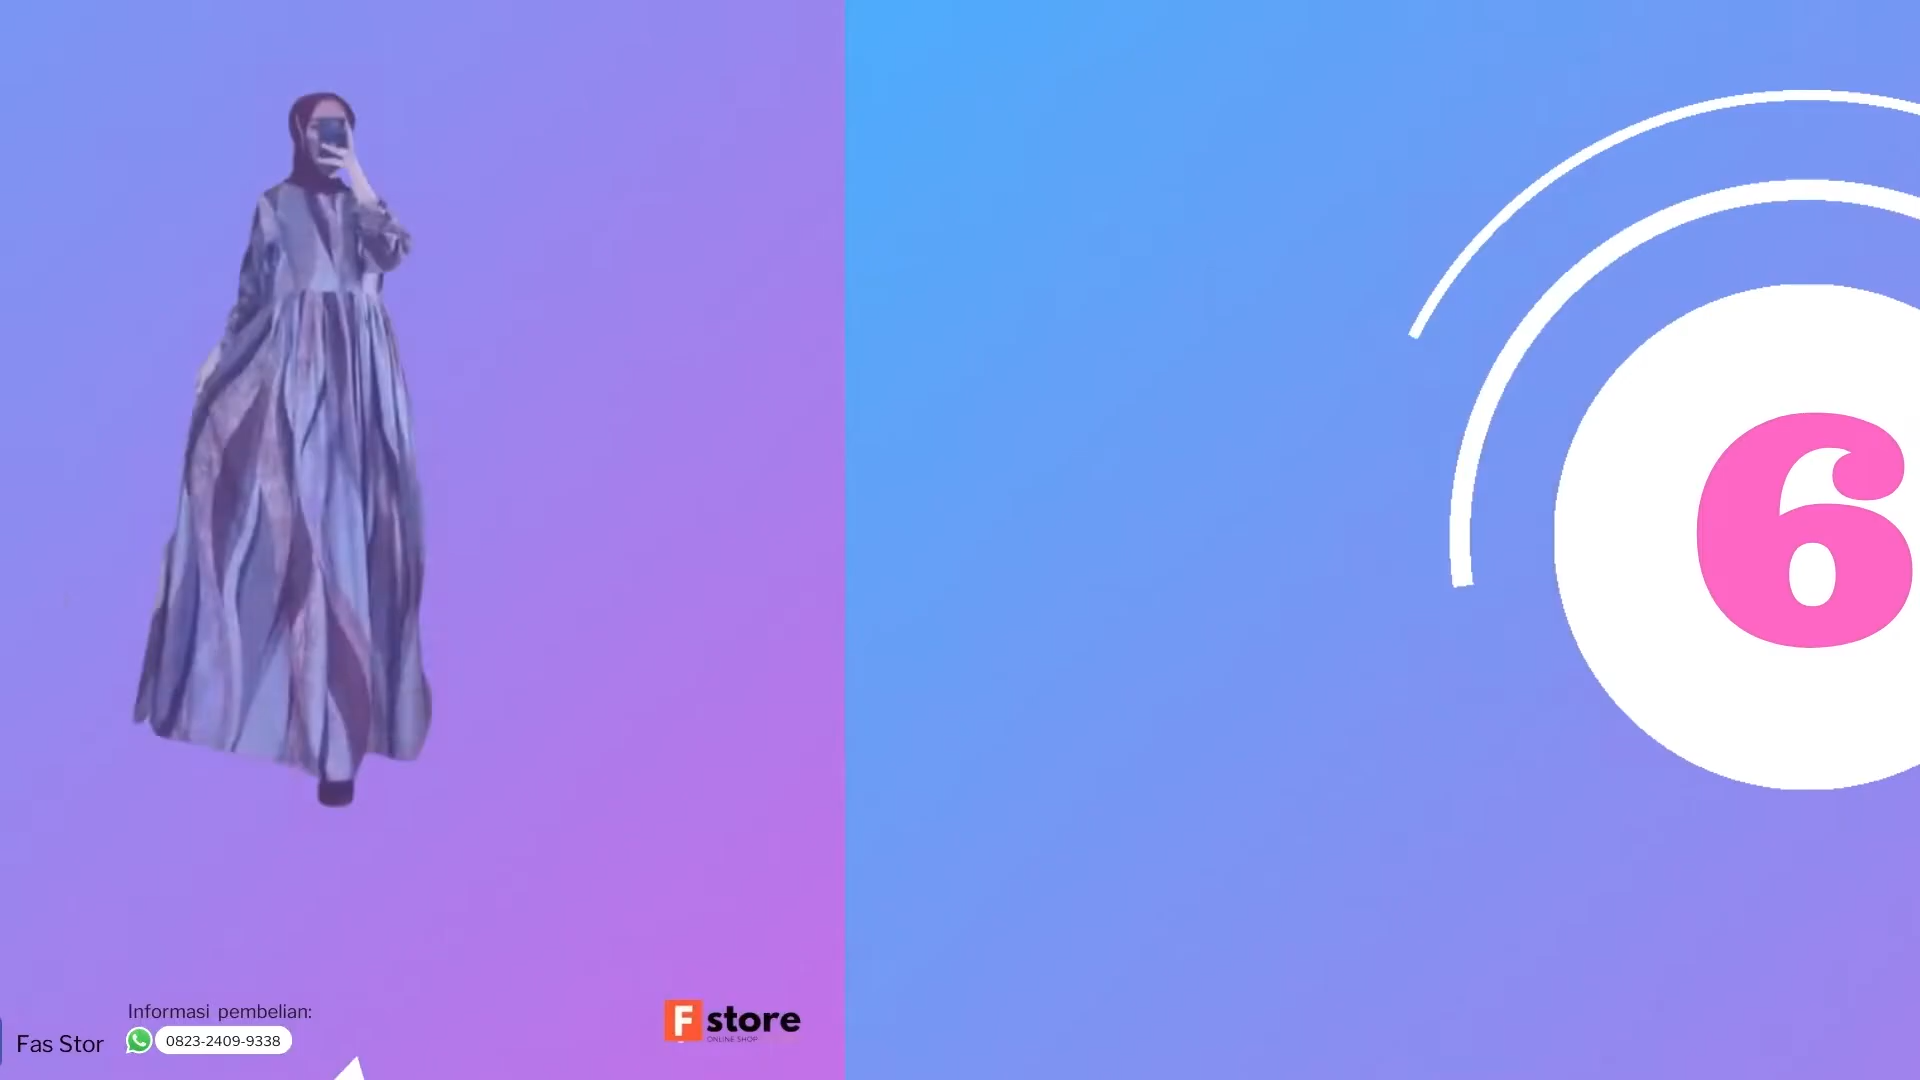 6
Informasi pembelian:
Fas Stor
0823-2409-9338
F store
ONLINE SHOP